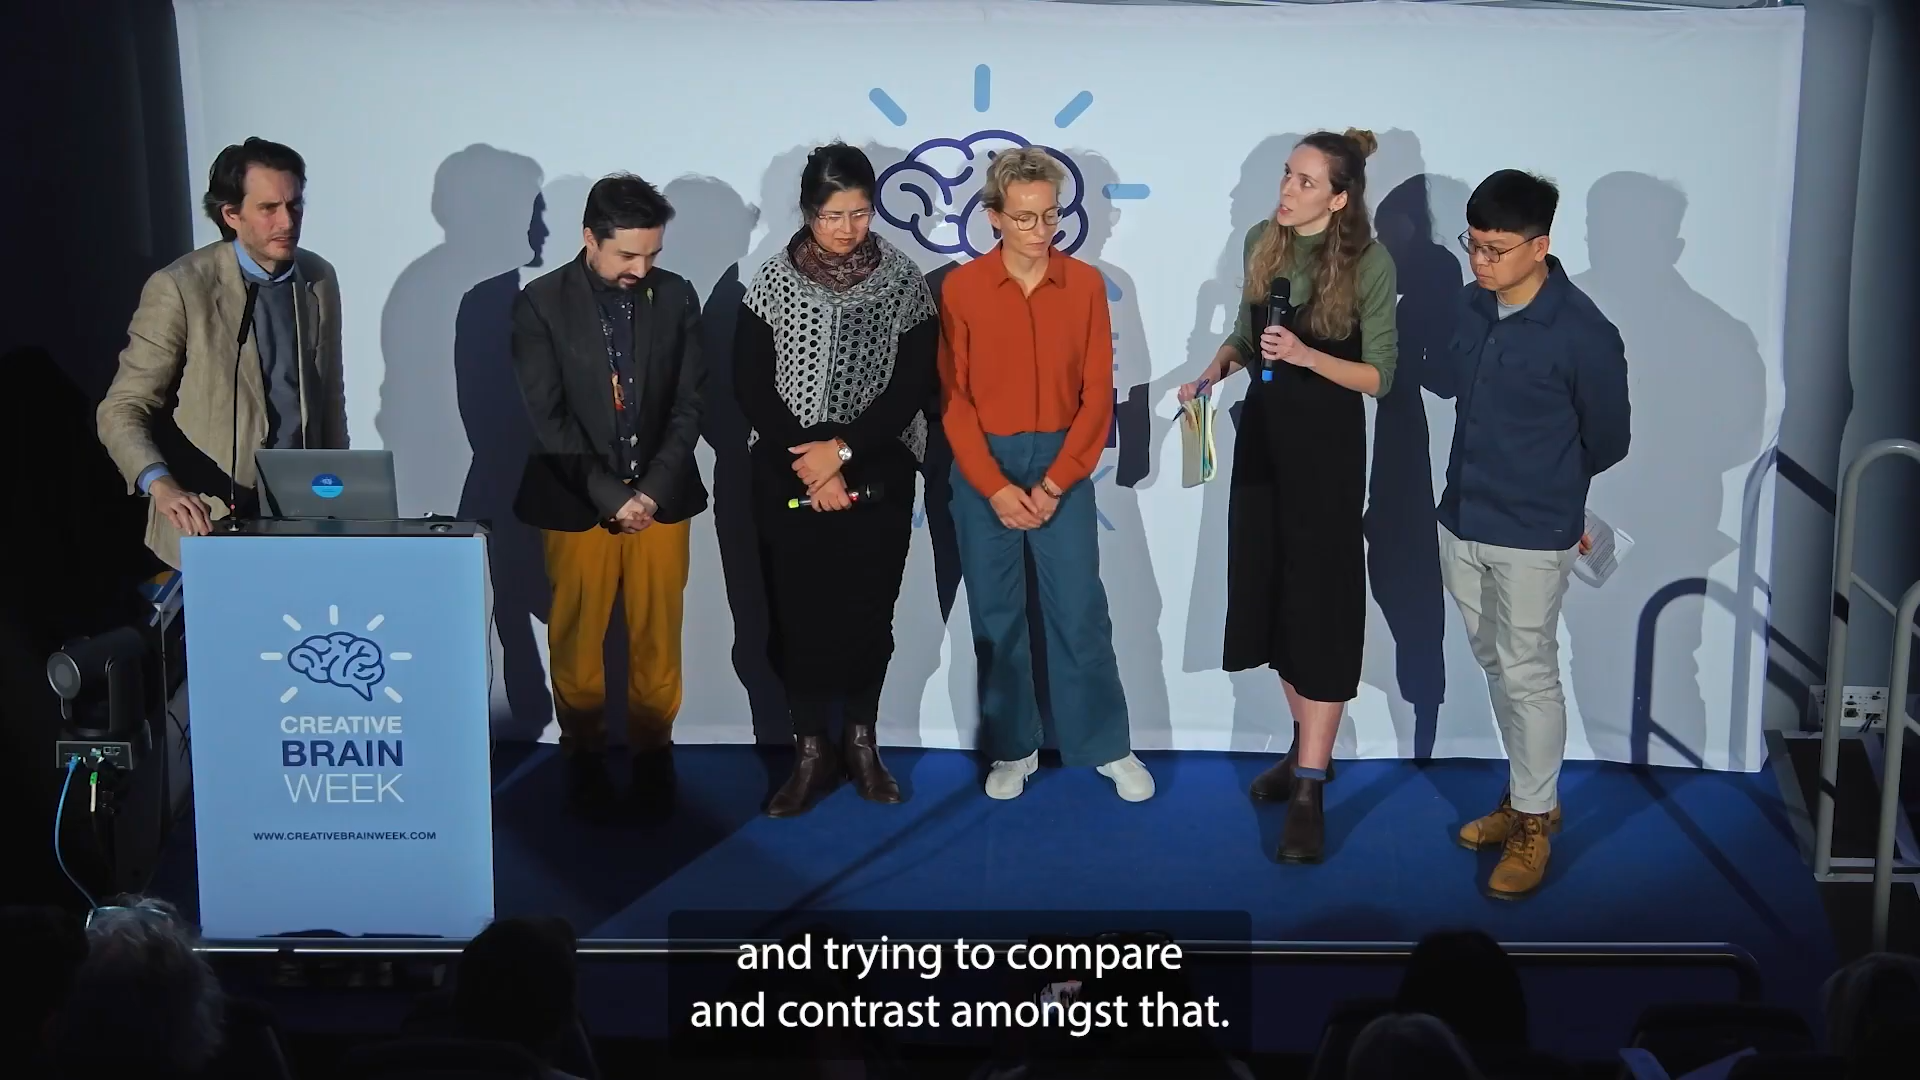 CREATIVE
BRAIN
WEEK
WWW.CREATIVEBRAINWEEK.COM
and trying to compare
and contrast amongst that.